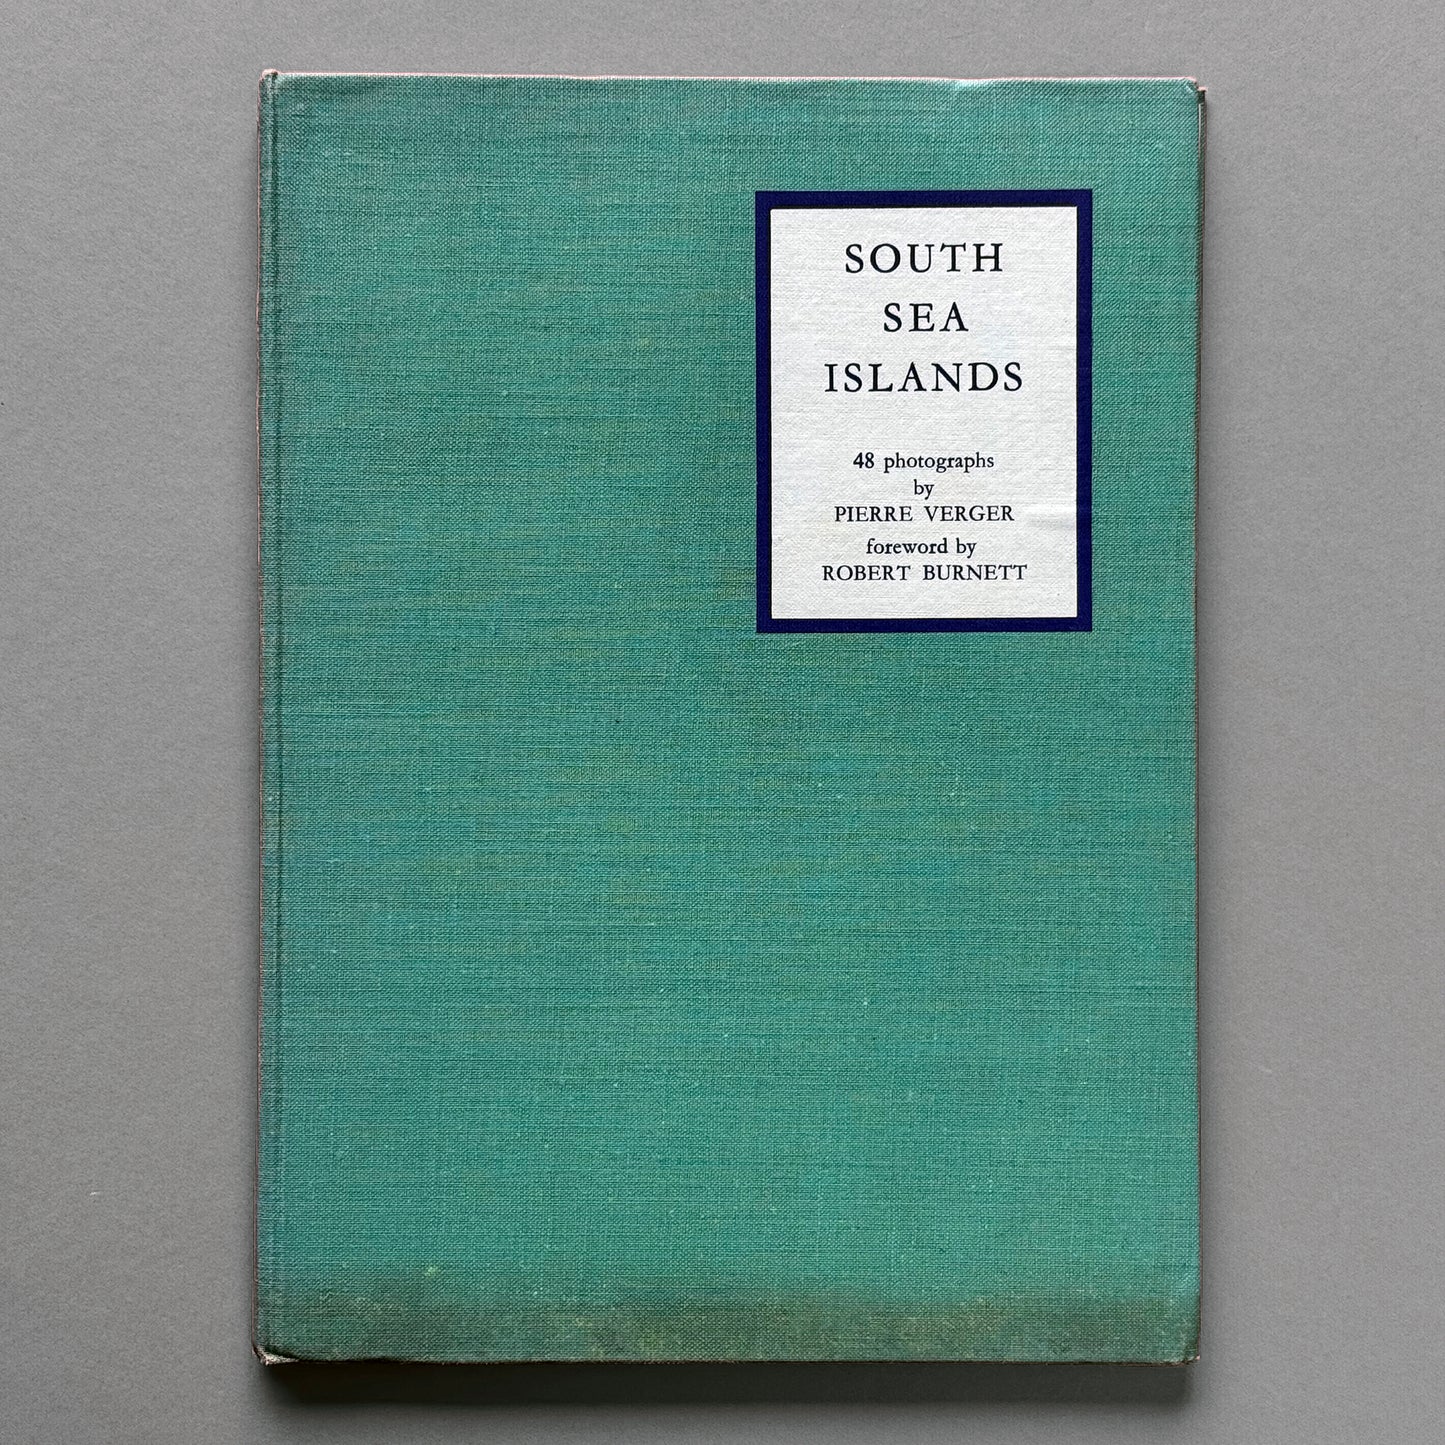 SOUTH
SEA
ISLANDS
48 photographs
by
PIERRE VERGER
foreword by
ROBERT BURNETT